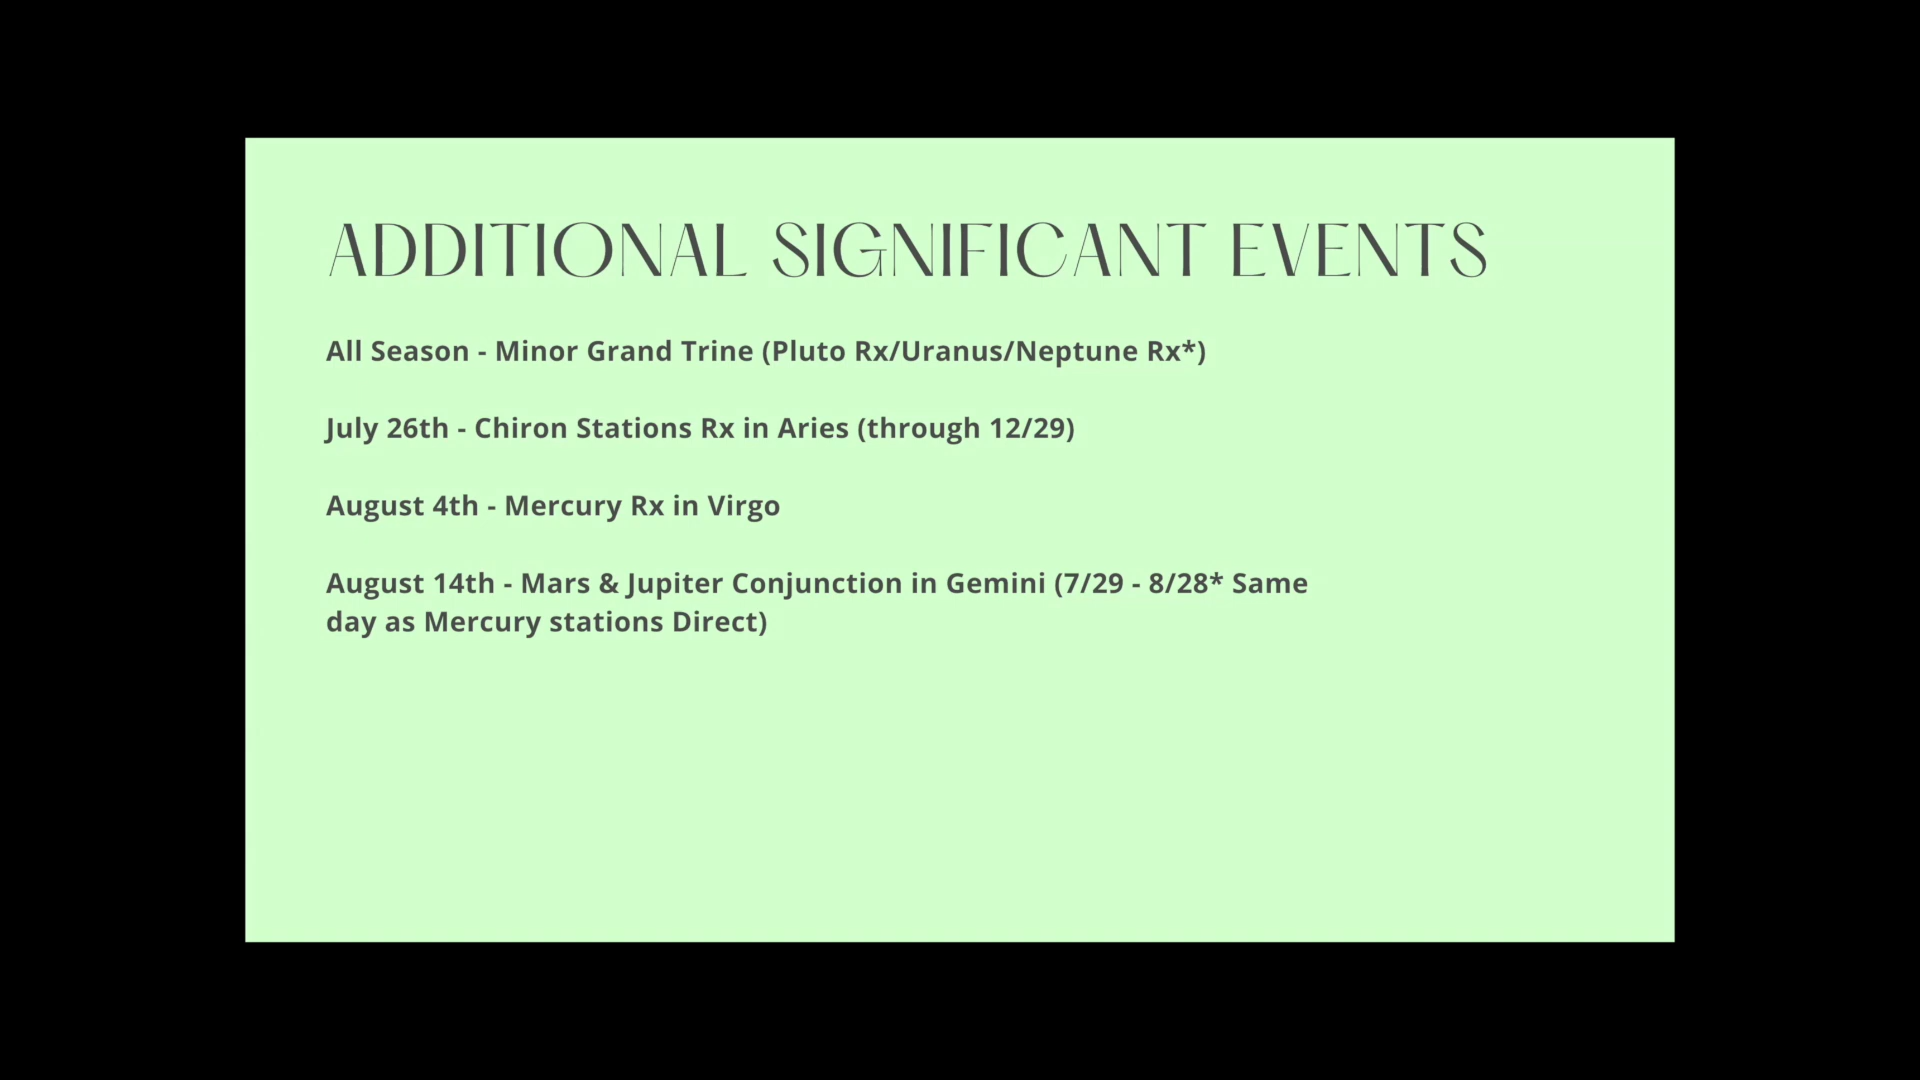 ADDITIONAL SIGNIFICANT EVENTS
All Season - Minor Grand Trine (Pluto Rx/Uranus/Neptune Rx*)
July 26th - Chiron Stations Rx in Aries (through 12/29)
August 4th - Mercury Rx in Virgo
August 14th - Mars & Jupiter Conjunction in Gemini (7/29 - 8/28* Same
day as Mercury stations Direct)